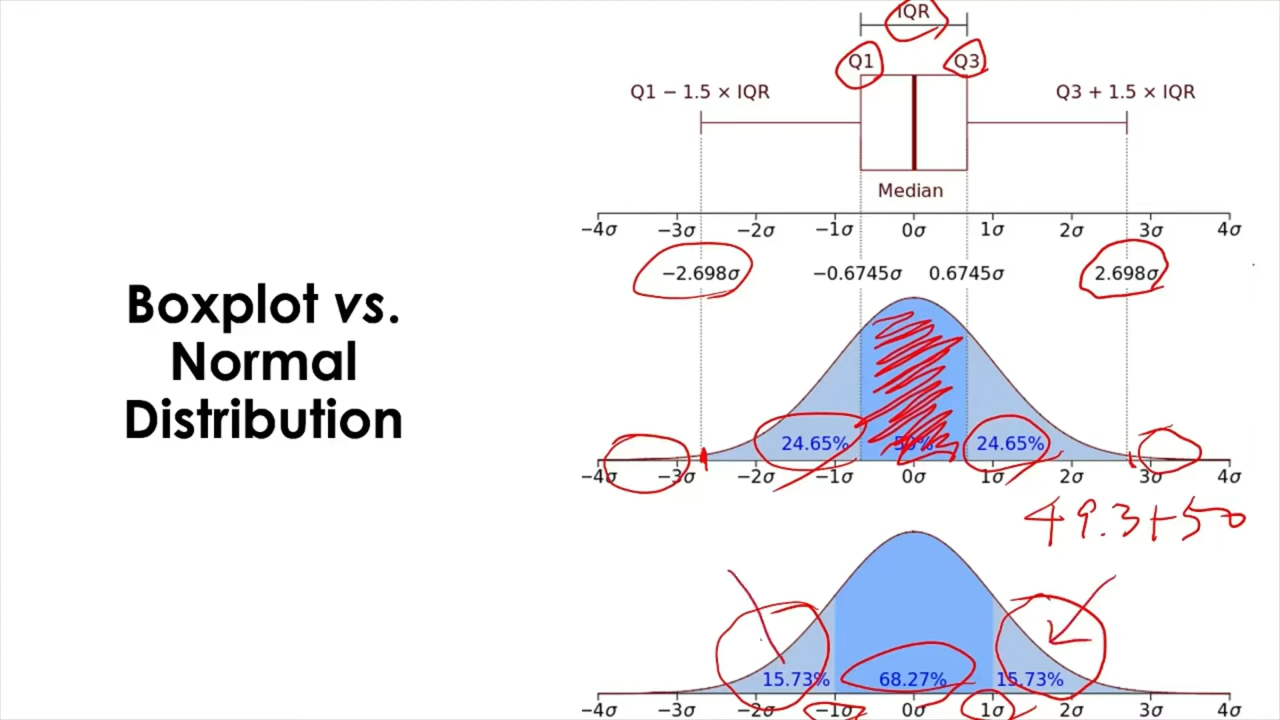 Boxplot vs.
Normal
Distribution
IQR
Q1 Q3
Q1 − 1.5 × IQR Q3 + 1.5 × IQR
Median
−4σ −3σ −2σ −1σ 0σ 1σ 2σ 3σ 4σ
−2.698σ −0.6745σ 0.6745σ 2.698σ
24.65% 50% 24.65%
−4σ −3σ −2σ −1σ 0σ 1σ 2σ 3σ 4σ
49.3+50
15.73% 68.27% 15.73%
−4σ −3σ −2σ −1σ 0σ 1σ 2σ 3σ 4σ